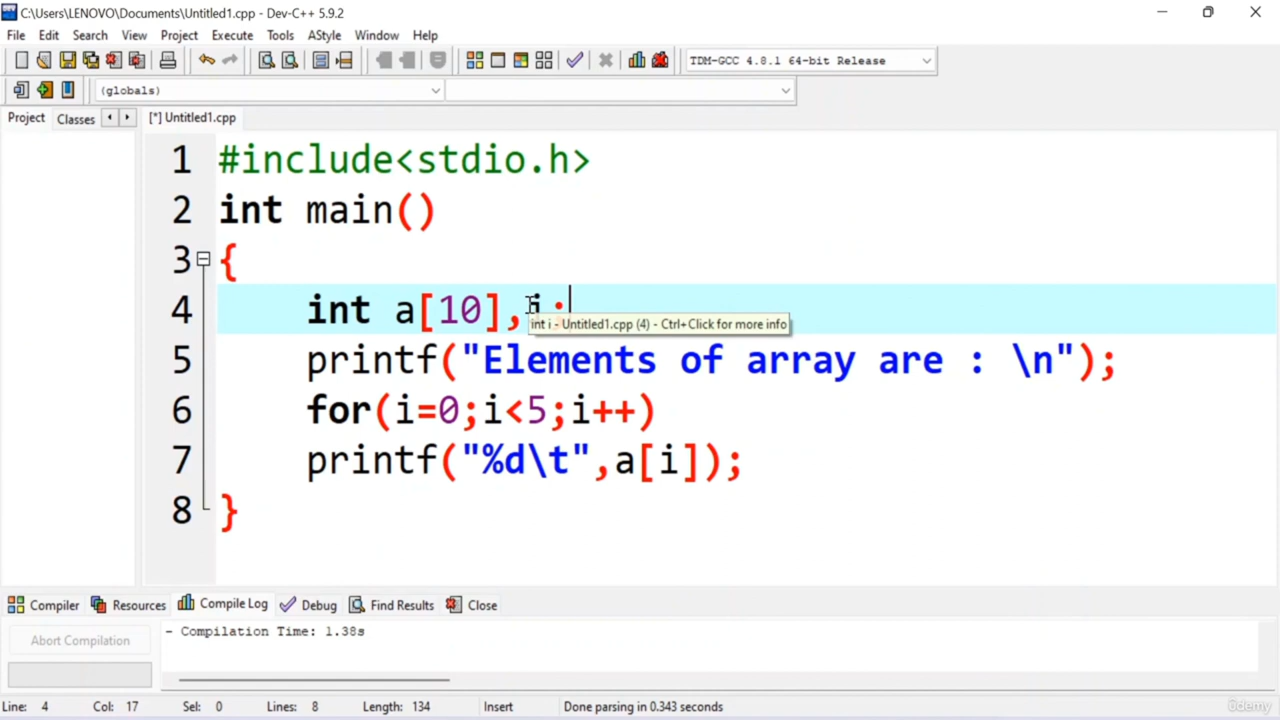 C:\Users\LENOVO\Documents\Untitled1.cpp - Dev-C++ 5.9.2
File Edit Search View Project Execute Tools AStyle Window Help
TDM-GCC 4.8.1 64-bit Release
(globals)
Project Classes [*] Untitled1.cpp
1 #include<stdio.h>
2 int main()
3 {
4 int a[10],i;
int i - Untitled1.cpp (4) - Ctrl+Click for more info
5 printf("Elements of array are : \n");
6 for(i=0;i<5;i++)
7 printf("%d\t",a[i]);
8 }
Compiler Resources Compile Log Debug Find Results Close
Abort Compilation
- Compilation Time: 1.38s
Line: 4 Col: 17 Sel: 0 Lines: 8 Length: 134 Insert Done parsing in 0.343 seconds
ûdemy